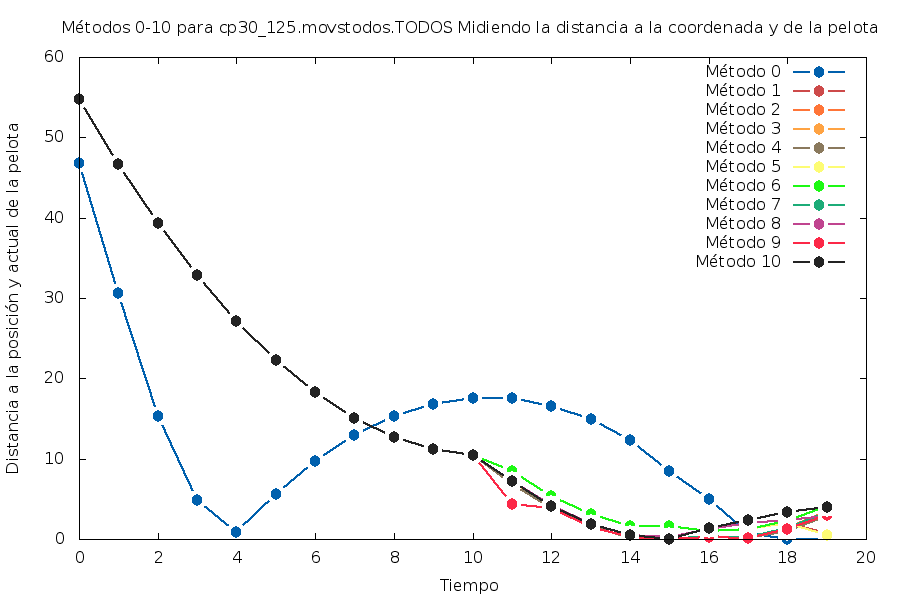 Métodos 0-10 para cp30_125.movstodos.TODOS Midiendo la distancia a la coordenada y de la pelota
Distancia a la posición y actual de la pelota
60
50
40
30
20
10
0
Método 0
Método 1
Método 2
Método 3
Método 4
Método 5
Método 6
Método 7
Método 8
Método 9
Método 10
0 2 4 6 8 10 12 14 16 18 20
Tiempo